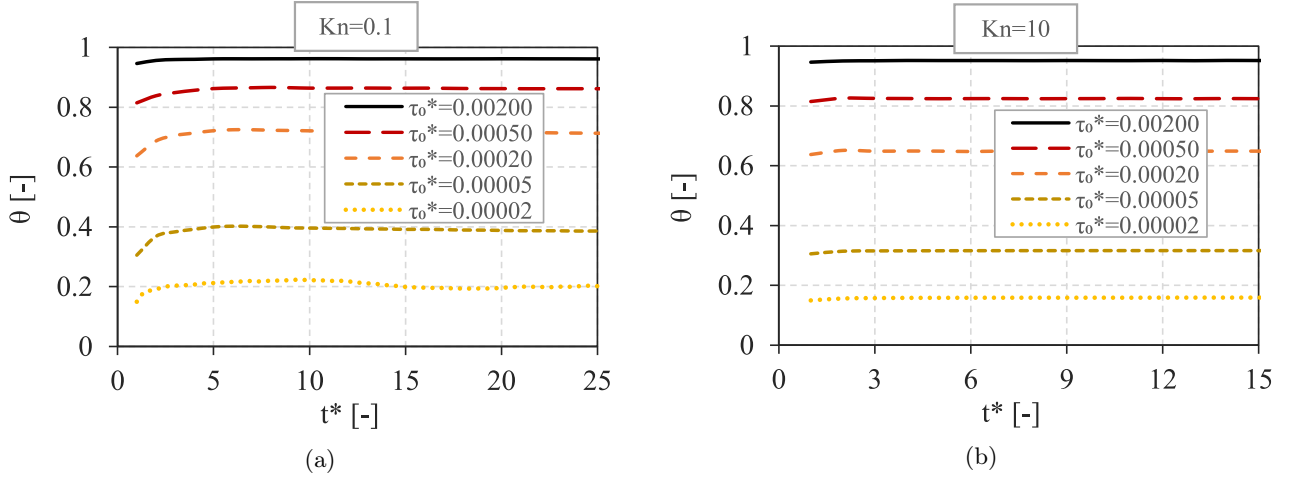 Kn=0.1
1
0.8
0.6
0.4
0.2
0
θ [-]
τ₀*=0.00200
τ₀*=0.00050
τ₀*=0.00020
τ₀*=0.00005
τ₀*=0.00002
0 5 10 15 20 25
t* [-]
(a)
Kn=10
1
0.8
0.6
0.4
0.2
0
θ [-]
τ₀*=0.00200
τ₀*=0.00050
τ₀*=0.00020
τ₀*=0.00005
τ₀*=0.00002
0 3 6 9 12 15
t* [-]
(b)